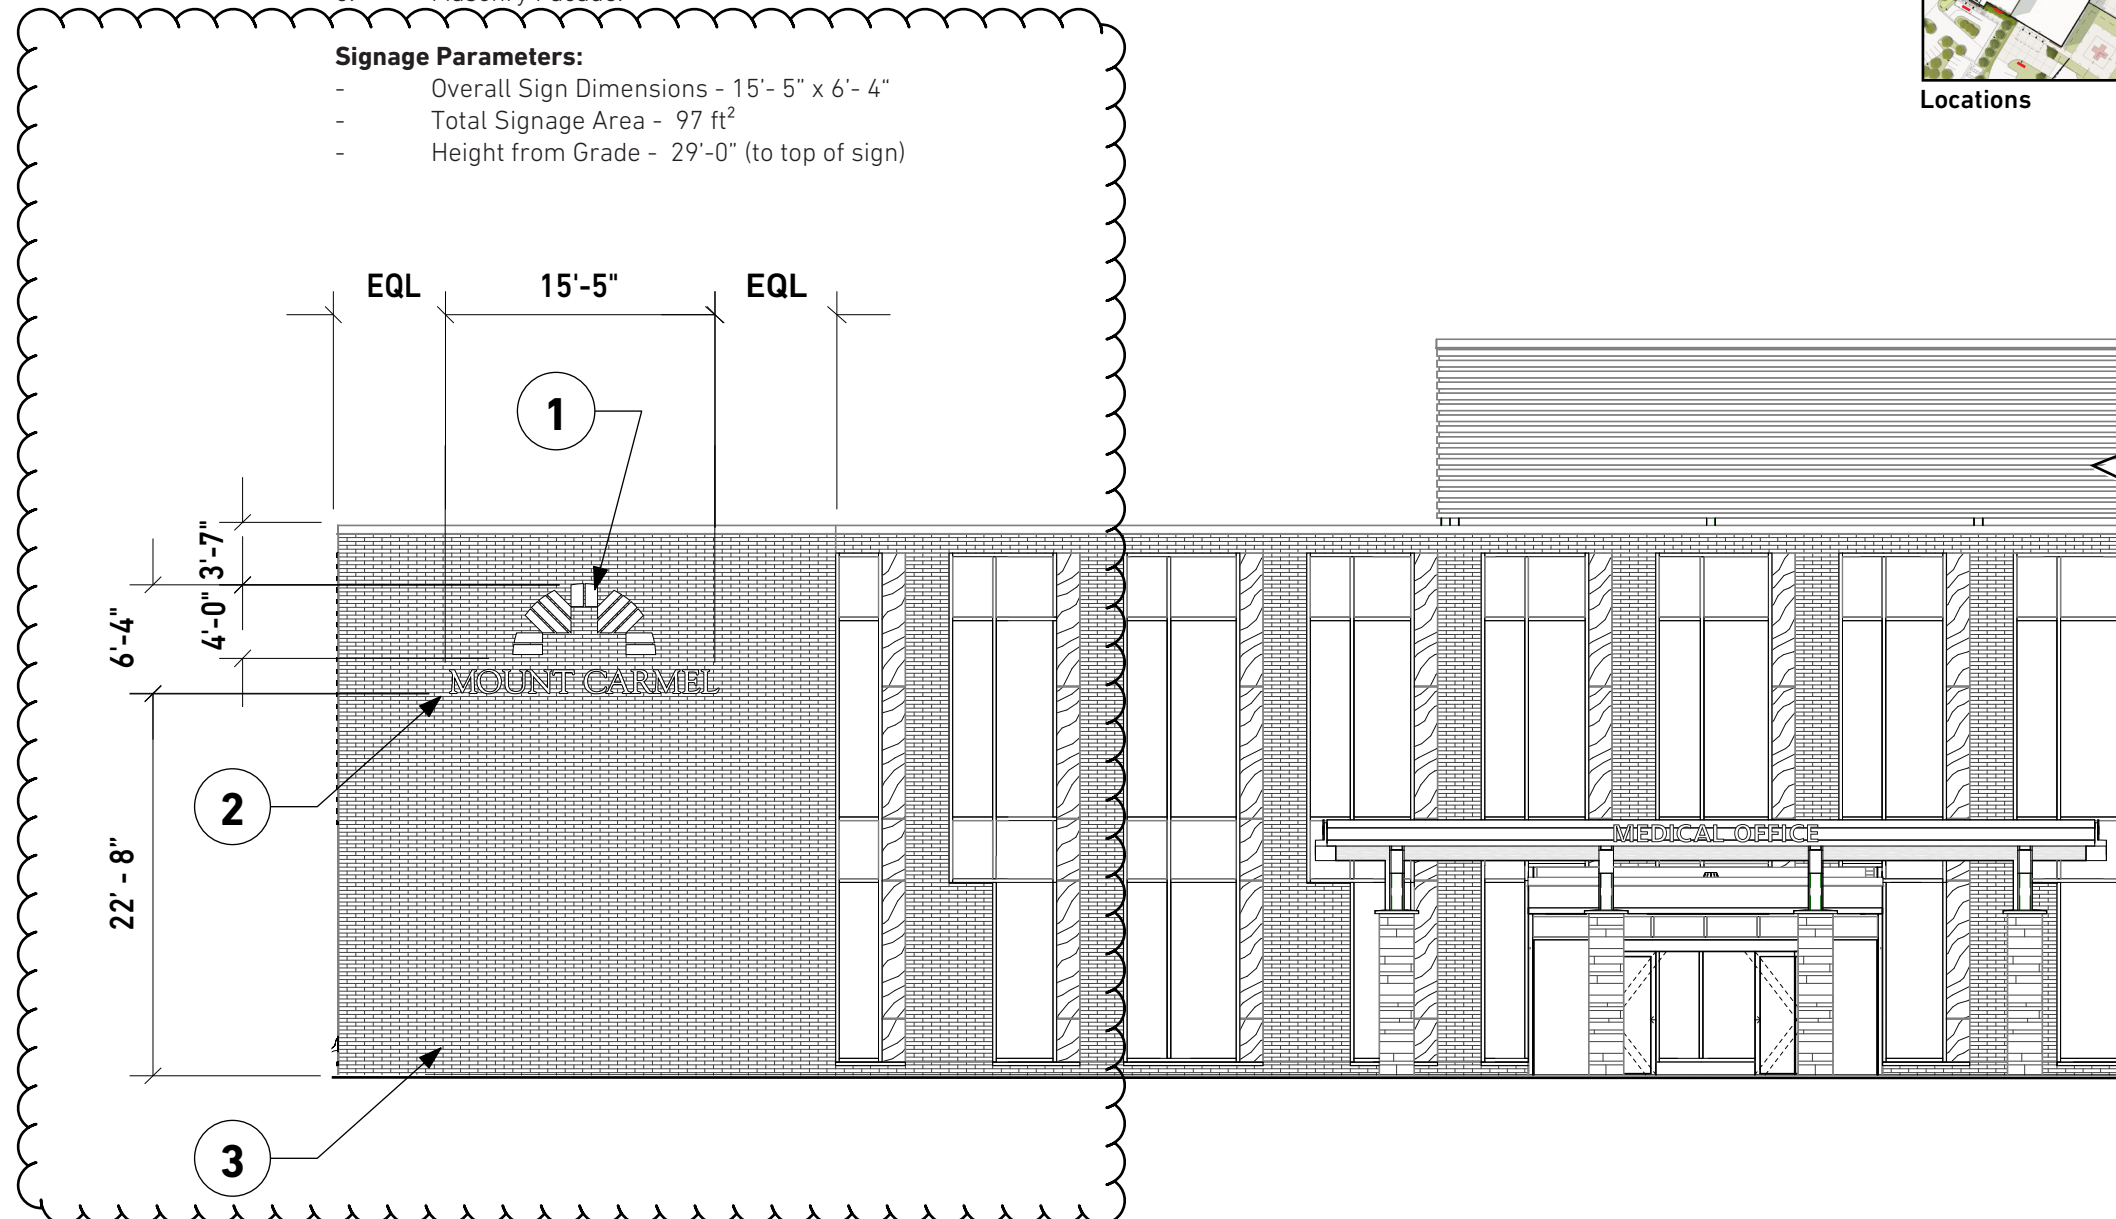 Signage Parameters:
- Overall Sign Dimensions - 15'- 5" x 6'- 4"
- Total Signage Area - 97 ft²
- Height from Grade - 29'-0" (to top of sign)
Locations
EQL 15'-5" EQL
1
3'-7"
4'-0"
6'-4"
MOUNT CARMEL
2
22' - 8"
MEDICAL OFFICE
3